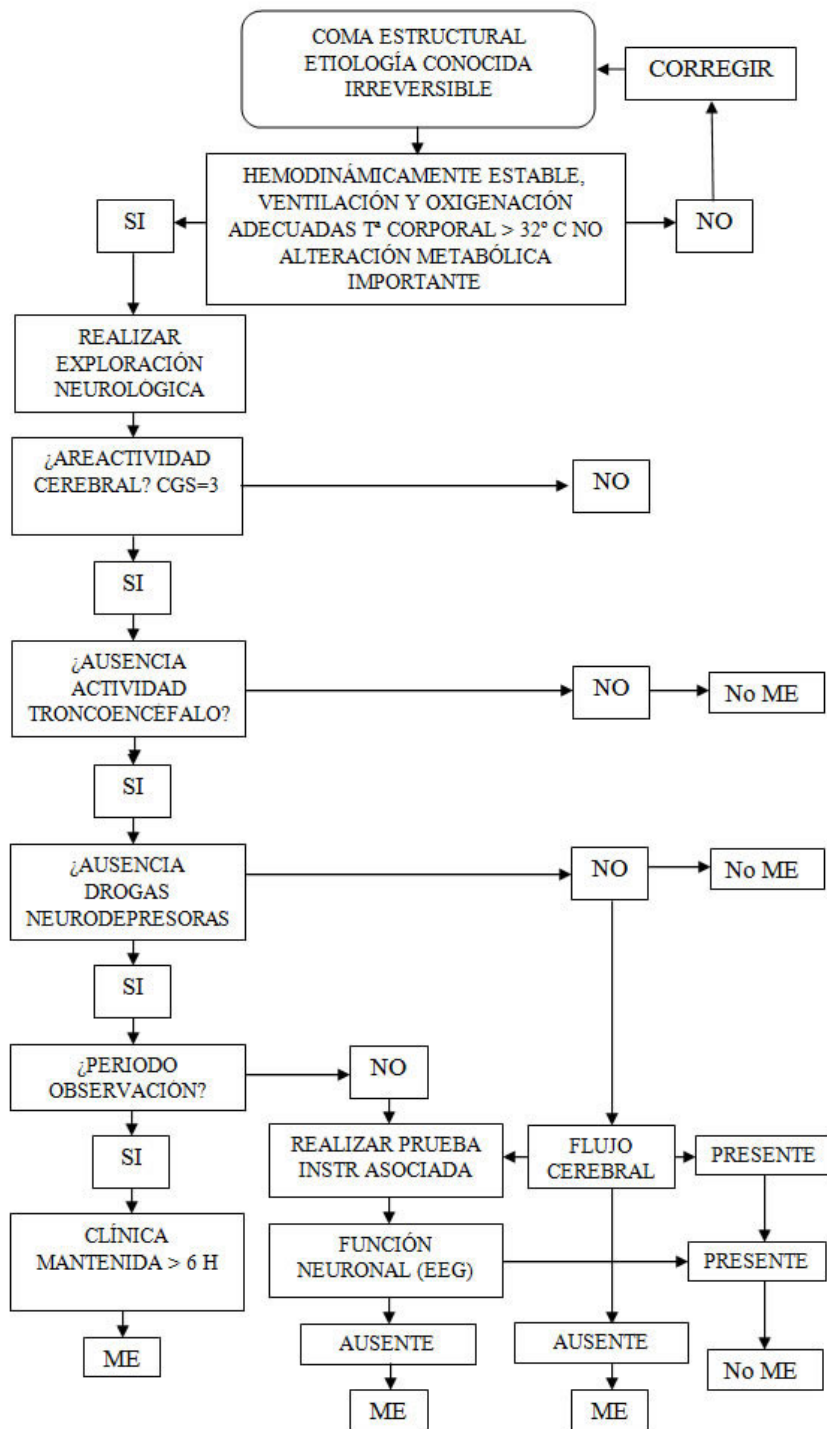 COMA ESTRUCTURAL
ETIOLOGÍA CONOCIDA
IRREVERSIBLE
CORREGIR
HEMODINÁMICAMENTE ESTABLE,
VENTILACIÓN Y OXIGENACIÓN
ADECUADAS Tª CORPORAL > 32º C NO
ALTERACIÓN METABÓLICA
IMPORTANTE
SI
NO
REALIZAR
EXPLORACIÓN
NEUROLÓGICA
¿AREACTIVIDAD
CEREBRAL? CGS=3
NO
SI
¿AUSENCIA
ACTIVIDAD
TRONCOENCÉFALO?
NO
No ME
SI
¿AUSENCIA
DROGAS
NEURODEPRESORAS
NO
No ME
SI
¿PERIODO
OBSERVACIÓN?
NO
SI
REALIZAR PRUEBA
INSTR ASOCIADA
FLUJO
CEREBRAL
PRESENTE
CLÍNICA
MANTENIDA > 6 H
FUNCIÓN
NEURONAL (EEG)
PRESENTE
ME
AUSENTE
AUSENTE
No ME
ME
ME